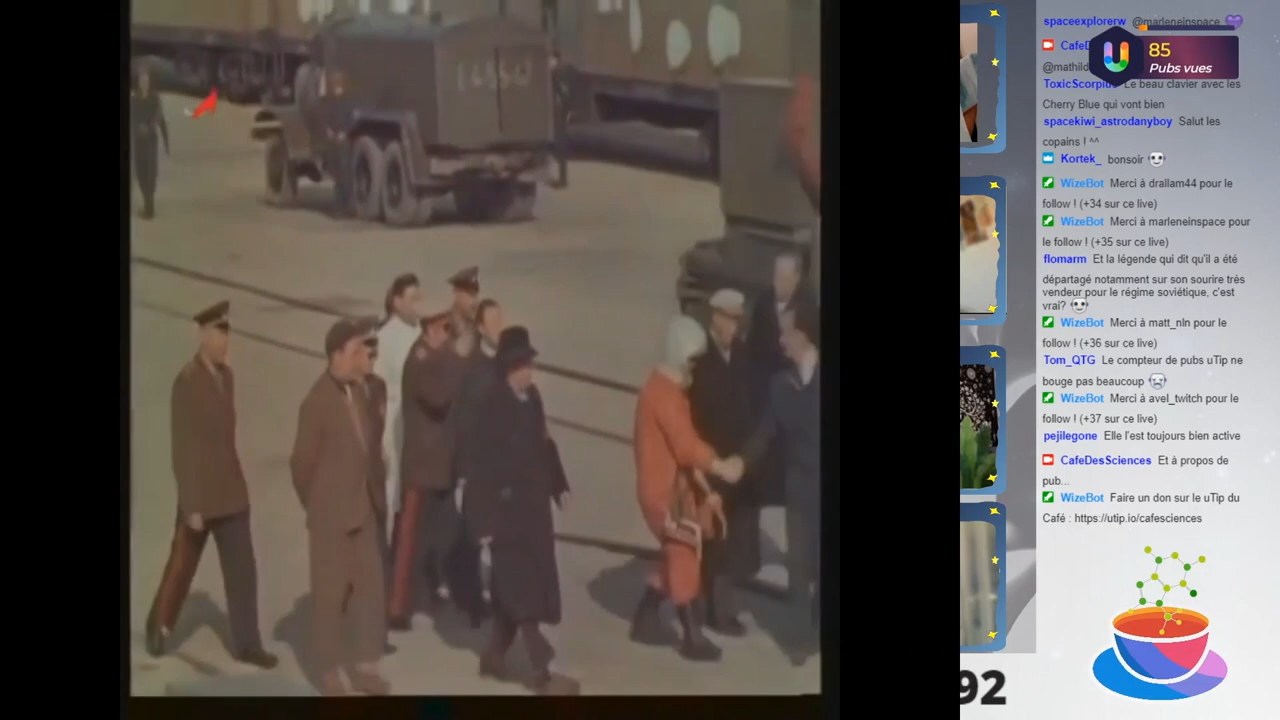 spaceexplorerw @marleneinspace
85
Pubs vues
@mathild
ToxicScorpi Le beau clavier avec les
Cherry Blue qui vont bien
spacekiwi_astrodanyboy Salut les
copains ! ^^
Kortek_ bonsoir
WizeBot Merci à drallam44 pour le
follow ! (+34 sur ce live)
WizeBot Merci à marleneinspace pour
le follow ! (+35 sur ce live)
flomarm Et la légende qui dit qu'il a été
départagé notamment sur son sourire très
vendeur pour le régime soviétique, c'est
vrai?
WizeBot Merci à matt_nln pour le
follow ! (+36 sur ce live)
Tom_QTG Le compteur de pubs uTip ne
bouge pas beaucoup
WizeBot Merci à avel_twitch pour le
follow ! (+37 sur ce live)
pejilegone Elle l'est toujours bien active
CafeDesSciences Et à propos de
pub...
WizeBot Faire un don sur le uTip du
Café : https://utip.io/cafesciences
92